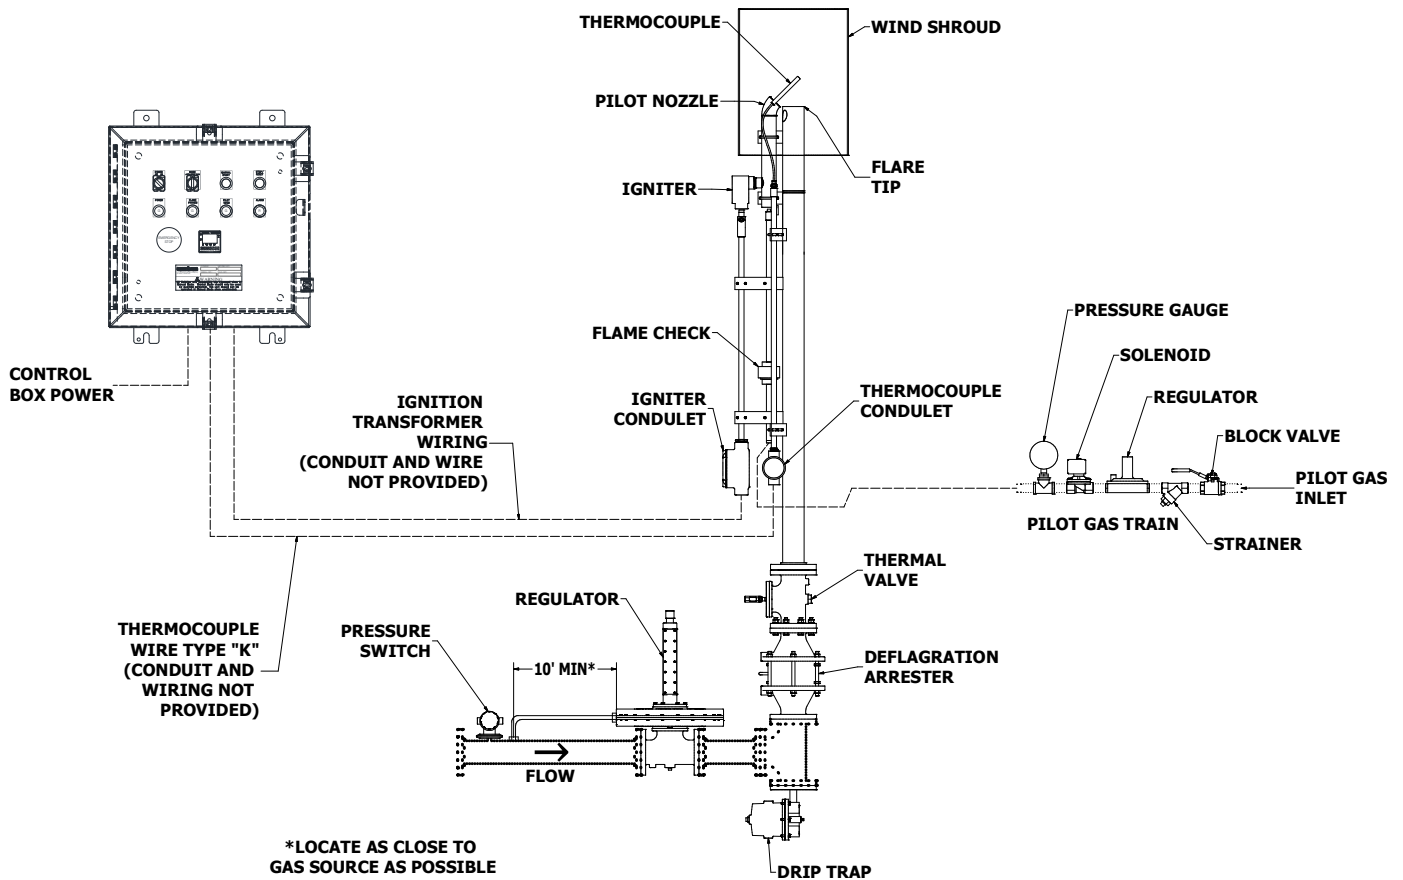 THERMOCOUPLE
WIND SHROUD
PILOT NOZZLE
FLARE
TIP
IGNITER
FLAME CHECK
IGNITER
CONDULET
THERMOCOUPLE
CONDULET
PRESSURE GAUGE
SOLENOID
REGULATOR
BLOCK VALVE
PILOT GAS
INLET
PILOT GAS TRAIN
STRAINER
CONTROL
BOX POWER
IGNITION
TRANSFORMER
WIRING
(CONDUIT AND WIRE
NOT PROVIDED)
THERMOCOUPLE
WIRE TYPE "K"
(CONDUIT AND
WIRING NOT
PROVIDED)
THERMAL
VALVE
REGULATOR
PRESSURE
SWITCH
10' MIN*
DEFLAGRATION
ARRESTER
FLOW
*LOCATE AS CLOSE TO
GAS SOURCE AS POSSIBLE
DRIP TRAP